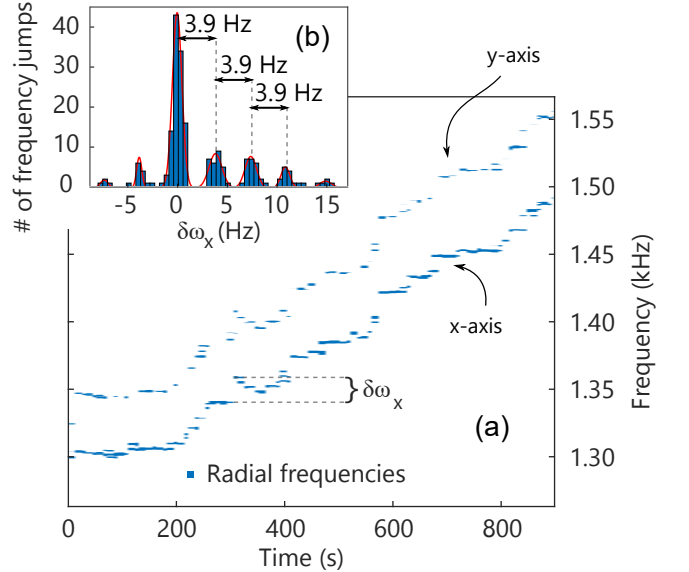 # of frequency jumps
40
30
20
10
0
3.9 Hz
3.9 Hz
3.9 Hz
(b)
-5 0 5 10 15
δωx (Hz)
y-axis
x-axis
δωx
(a)
Radial frequencies
1.55
1.50
1.45
1.40
1.35
1.30
Frequency (kHz)
0 200 400 600 800
Time (s)